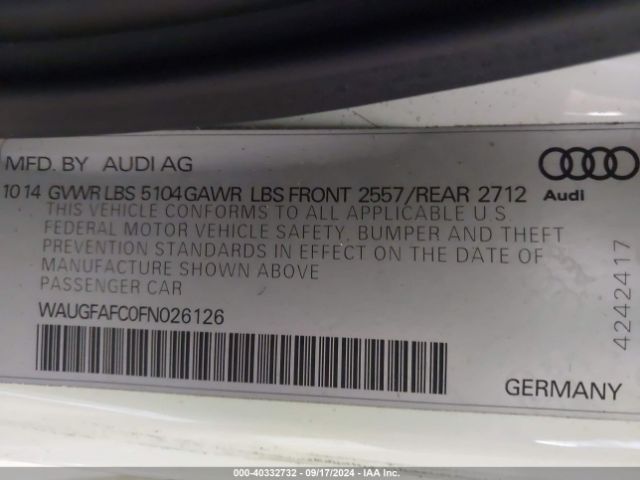 MFD. BY AUDI AG
10 14 GVWR LBS 5104 GAWR LBS FRONT 2557/REAR 2712
Audi
THIS VEHICLE CONFORMS TO ALL APPLICABLE U.S.
FEDERAL MOTOR VEHICLE SAFETY, BUMPER AND THEFT
PREVENTION STANDARDS IN EFFECT ON THE DATE OF
MANUFACTURE SHOWN ABOVE
PASSENGER CAR
WAUGFAFC0FN026126
4242417
GERMANY
000-40332732 - 09/17/2024 - IAA Inc.